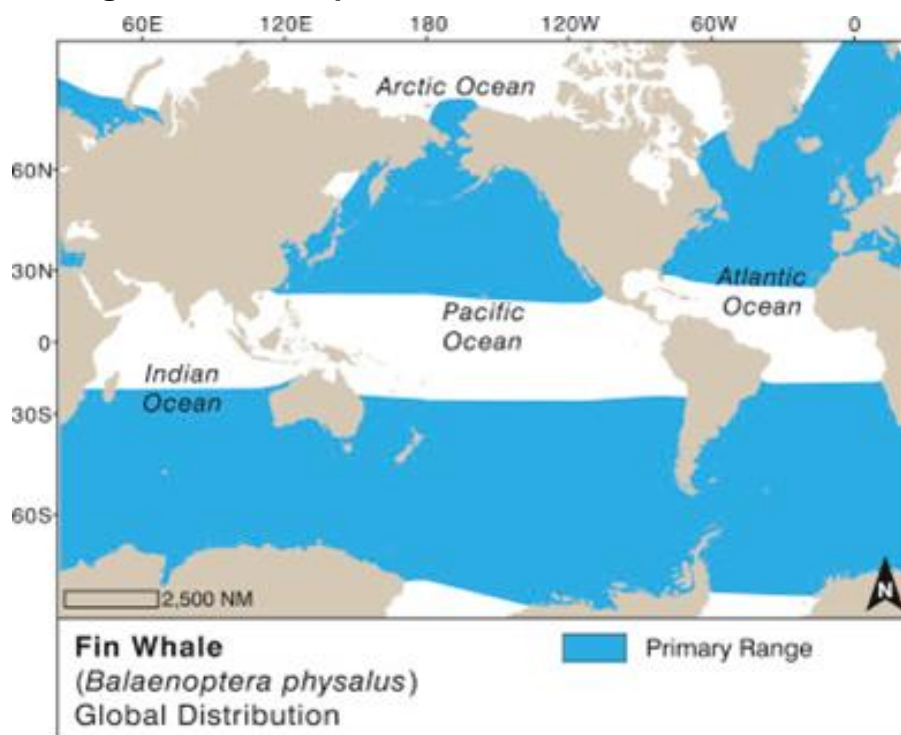 60E 120E 180 120W 60W 0
Arctic Ocean
60N
30N
Atlantic
Ocean
Pacific
Ocean
0
Indian
Ocean
30S
60S
2,500 NM
N
Fin Whale
(Balaenoptera physalus)
Global Distribution
Primary Range